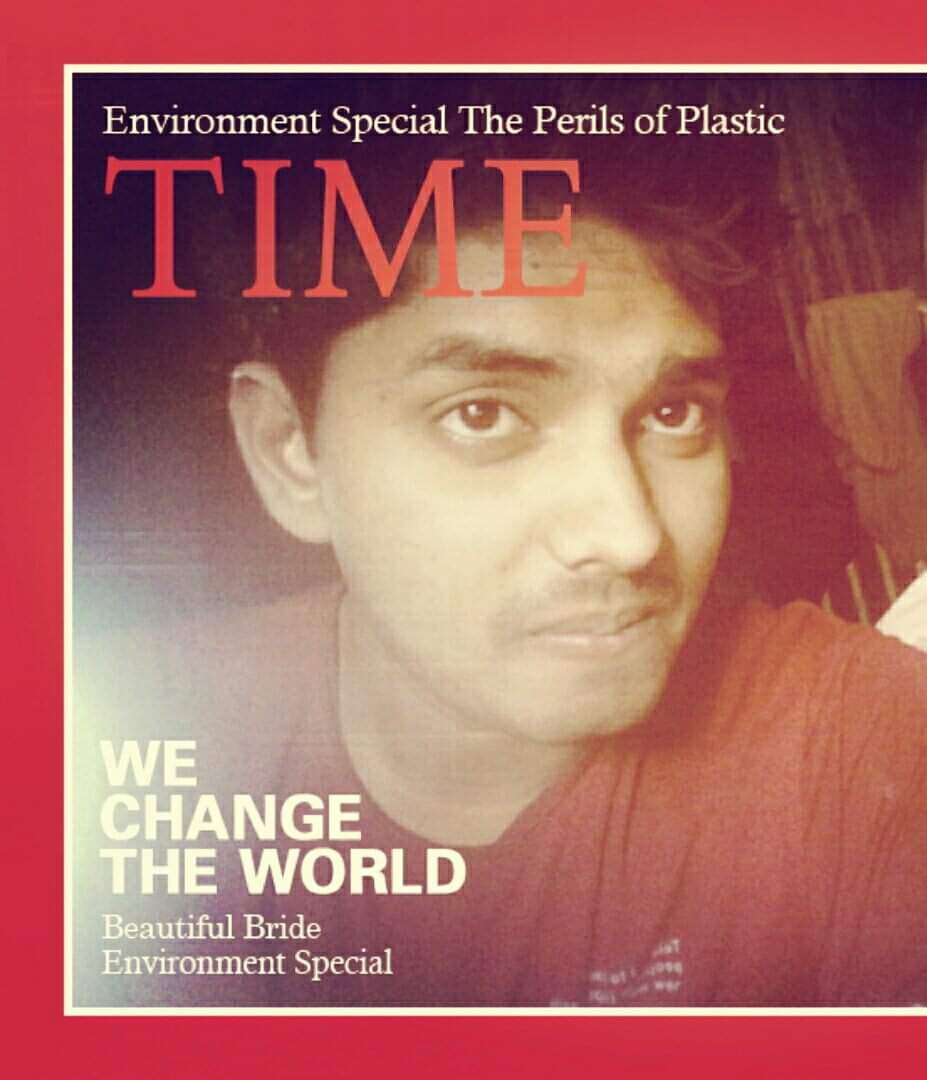 Environment Special The Perils of Plastic
TIME
WE
CHANGE
THE WORLD
Beautiful Bride
Environment Special